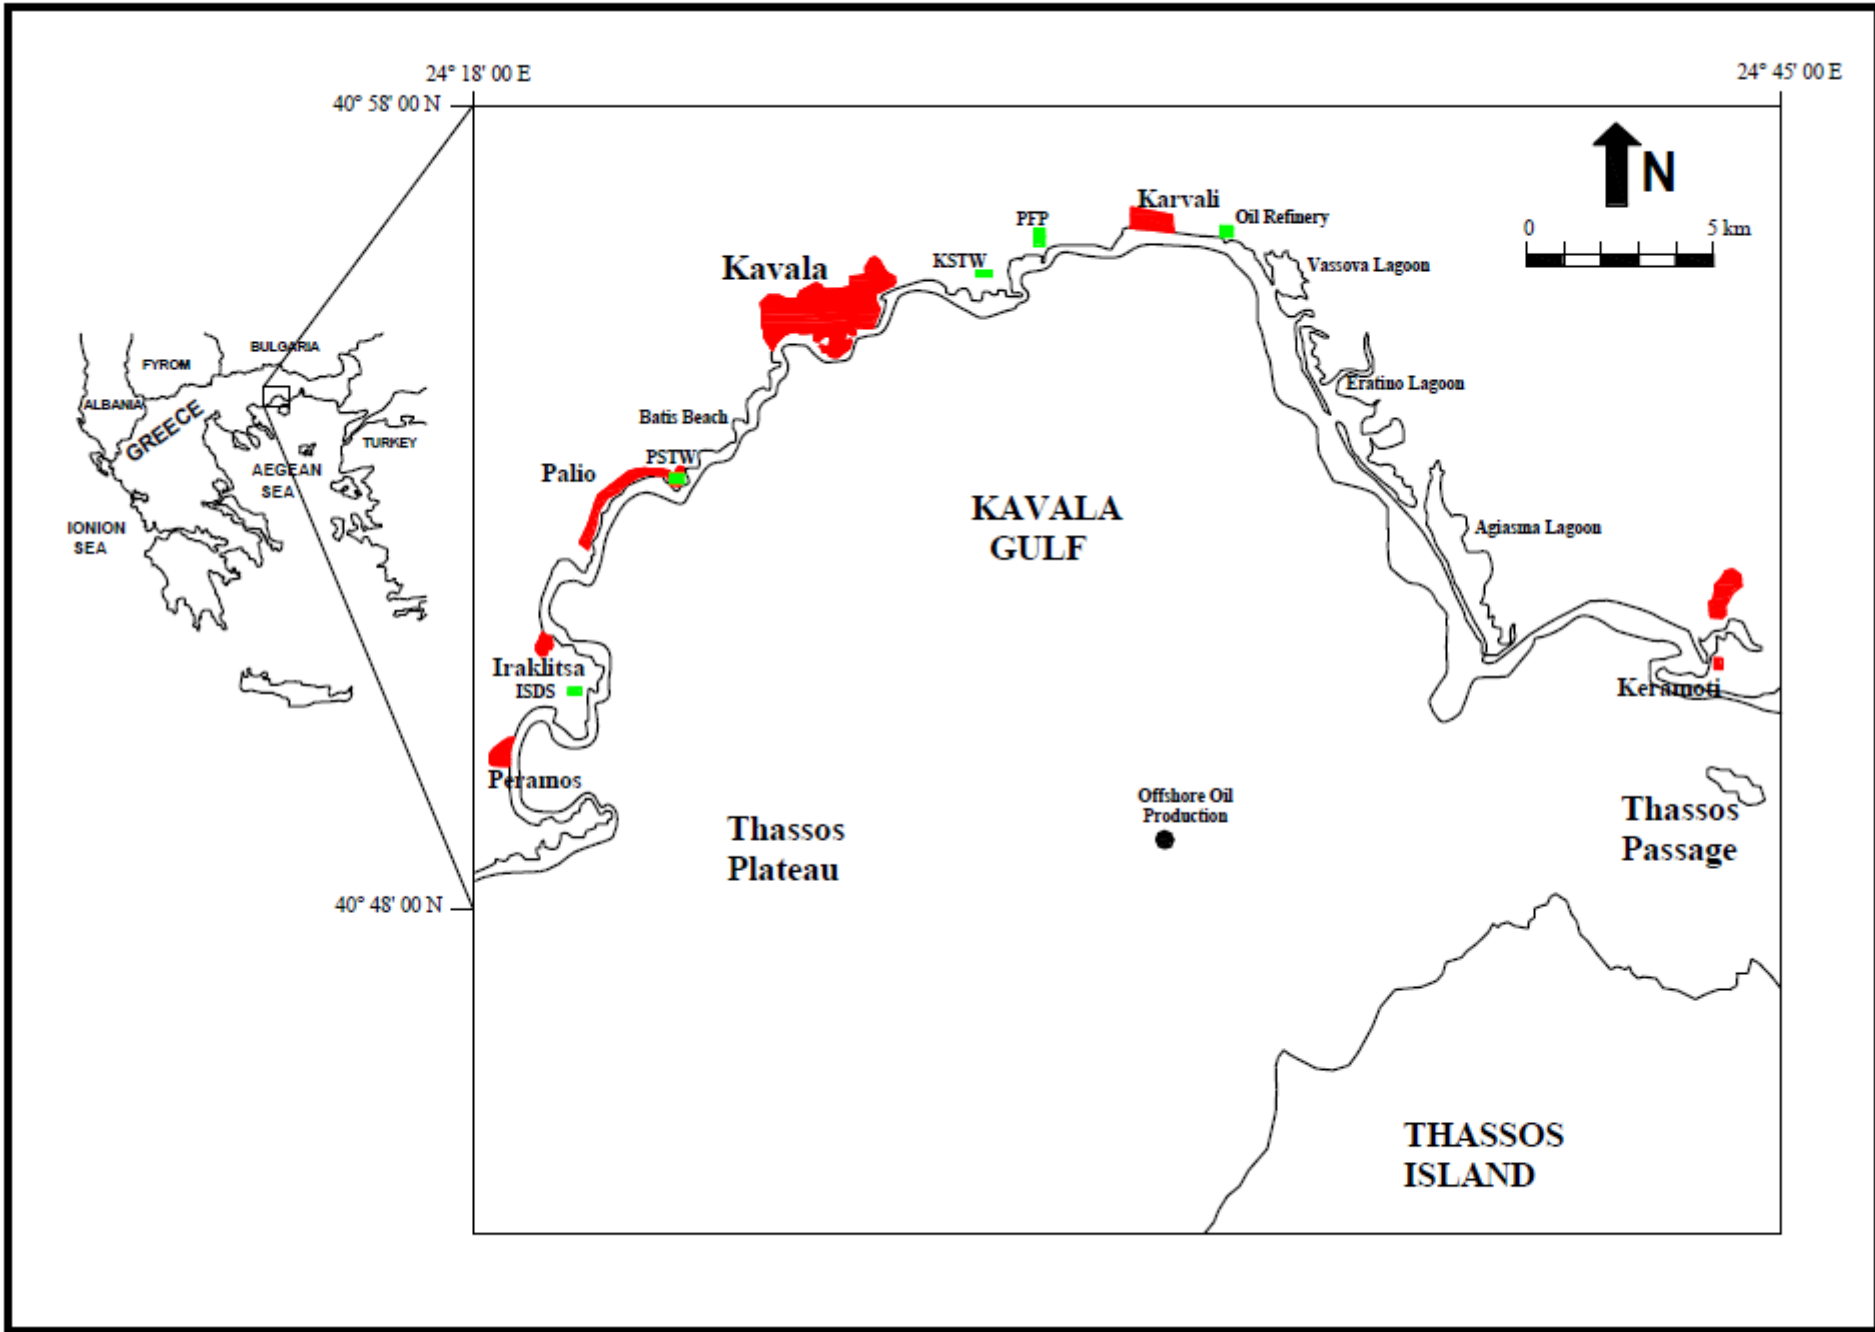 24° 18' 00 E
24° 45' 00 E
40° 58' 00 N
N
0
5 km
Karvali
PFP
Oil Refinery
Kavala
KSTW
Vassova Lagoon
BULGARIA
FYROM
ALBANIA
GREECE
TURKEY
AEGEAN
SEA
IONION
SEA
Eratino Lagoon
Batis Beach
PSTW
Palio
KAVALA
GULF
Agiasma Lagoon
Iraklitsa
ISDS
Keramoti
Peramos
Offshore Oil
Production
Thassos
Plateau
Thassos
Passage
40° 48' 00 N
THASSOS
ISLAND